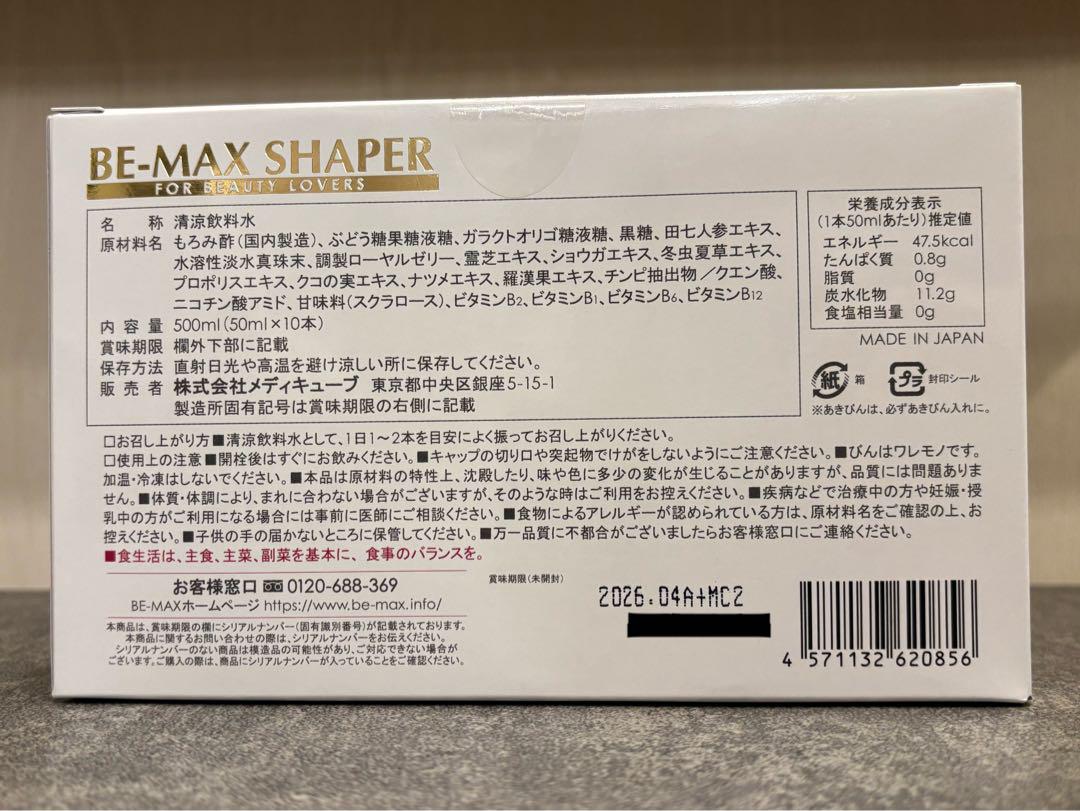 BE-MAX SHAPER
FOR BEAUTY LOVERS
名 称 清涼飲料水
原材料名 もろみ酢（国内製造）、ぶどう糖果糖液糖、ガラクトオリゴ糖液糖、黒糖、田七人参エキス、
水溶性淡水真珠末、調製ローヤルゼリー、霊芝エキス、ショウガエキス、冬虫夏草エキス、
プロポリスエキス、クコの実エキス、ナツメエキス、羅漢果エキス、チンピ抽出物／クエン酸、
ニコチン酸アミド、甘味料（スクラロース）、ビタミンB2、ビタミンB1、ビタミンB6、ビタミンB12
内 容 量 500ml（50ml×10本）
賞味期限 欄外下部に記載
保存方法 直射日光や高温を避け涼しい所に保存してください。
販 売 者 株式会社メディキューブ 東京都中央区銀座5-15-1
製造所固有記号は賞味期限の右側に記載
栄養成分表示
（1本50mlあたり）推定値
エネルギー 47.5kcal
たんぱく質 0.8g
脂質 0g
炭水化物 11.2g
食塩相当量 0g
MADE IN JAPAN
紙 箱 プラ 封印シール
※あきびんは、必ずあきびん入れに。
□お召し上がり方■清涼飲料水として、1日1～2本を目安によく振ってお召し上がりください。
□使用上の注意■開栓後はすぐにお飲みください。■キャップの切り口や突起物でけがをしないようにご注意ください。■びんはワレモノです。
加温・冷凍はしないでください。■本品は原材料の特性上、沈殿したり、味や色に多少の変化が生じることがありますが、品質には問題ありま
せん。■体質・体調により、まれに合わない場合がございますが、そのような時はご利用をお控えください。■疾病などで治療中の方や妊娠・授
乳中の方がご利用になる場合には事前に医師にご相談ください。■食物によるアレルギーが認められている方は、原材料名をご確認の上、お
控えください。■子供の手の届かないところに保管してください。■万一品質に不都合がございましたらお客様窓口にご連絡ください。
■食生活は、主食、主菜、副菜を基本に、食事のバランスを。
お客様窓口 0120-688-369
BE-MAXホームページ https://www.be-max.info/
本商品は、賞味期限の欄にシリアルナンバー（固有識別番号）が記載されております。
本商品に関するお問い合わせの際は、シリアルナンバーをお伝えください。
シリアルナンバーのない商品は模造品の可能性があり、ご対応できない場合が
ございます。ご購入の際は、商品にシリアルナンバーが入っていることをご確認ください。
賞味期限（未開封）
2026.04A+MC2
4 571132 620856